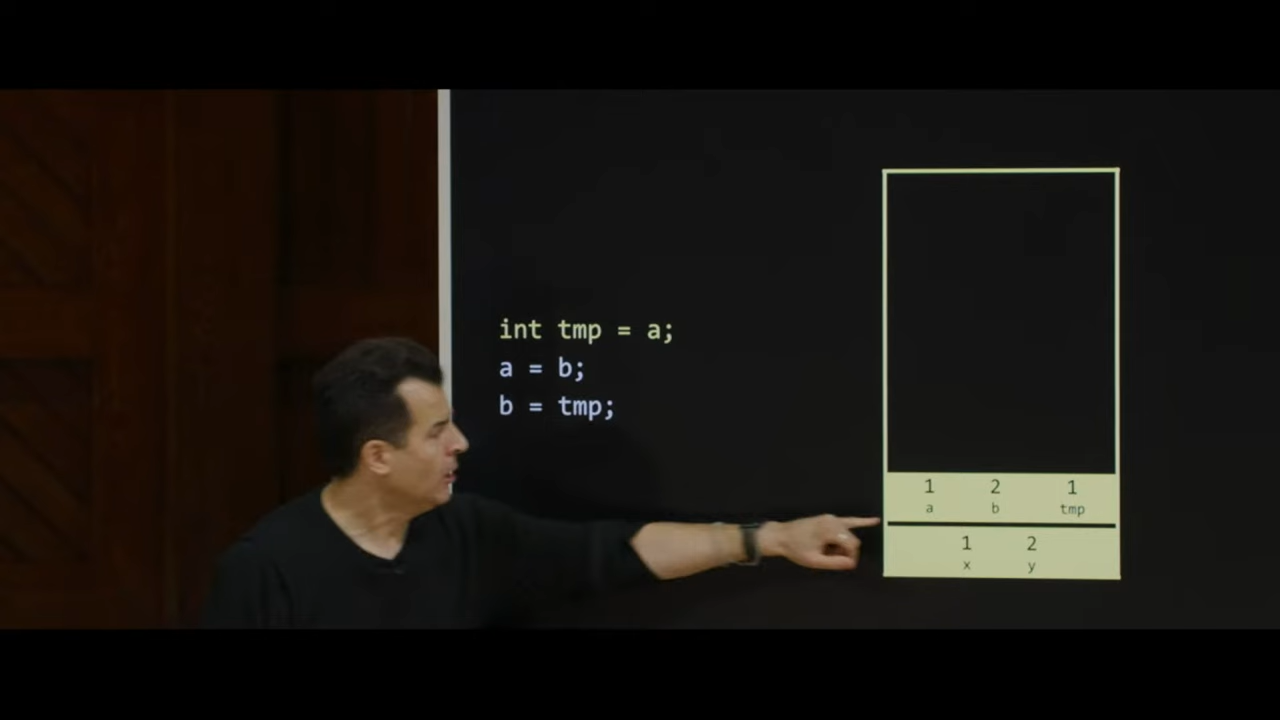 int tmp = a;
a = b;
b = tmp;
1 2 1
a b tmp
1 2
x y